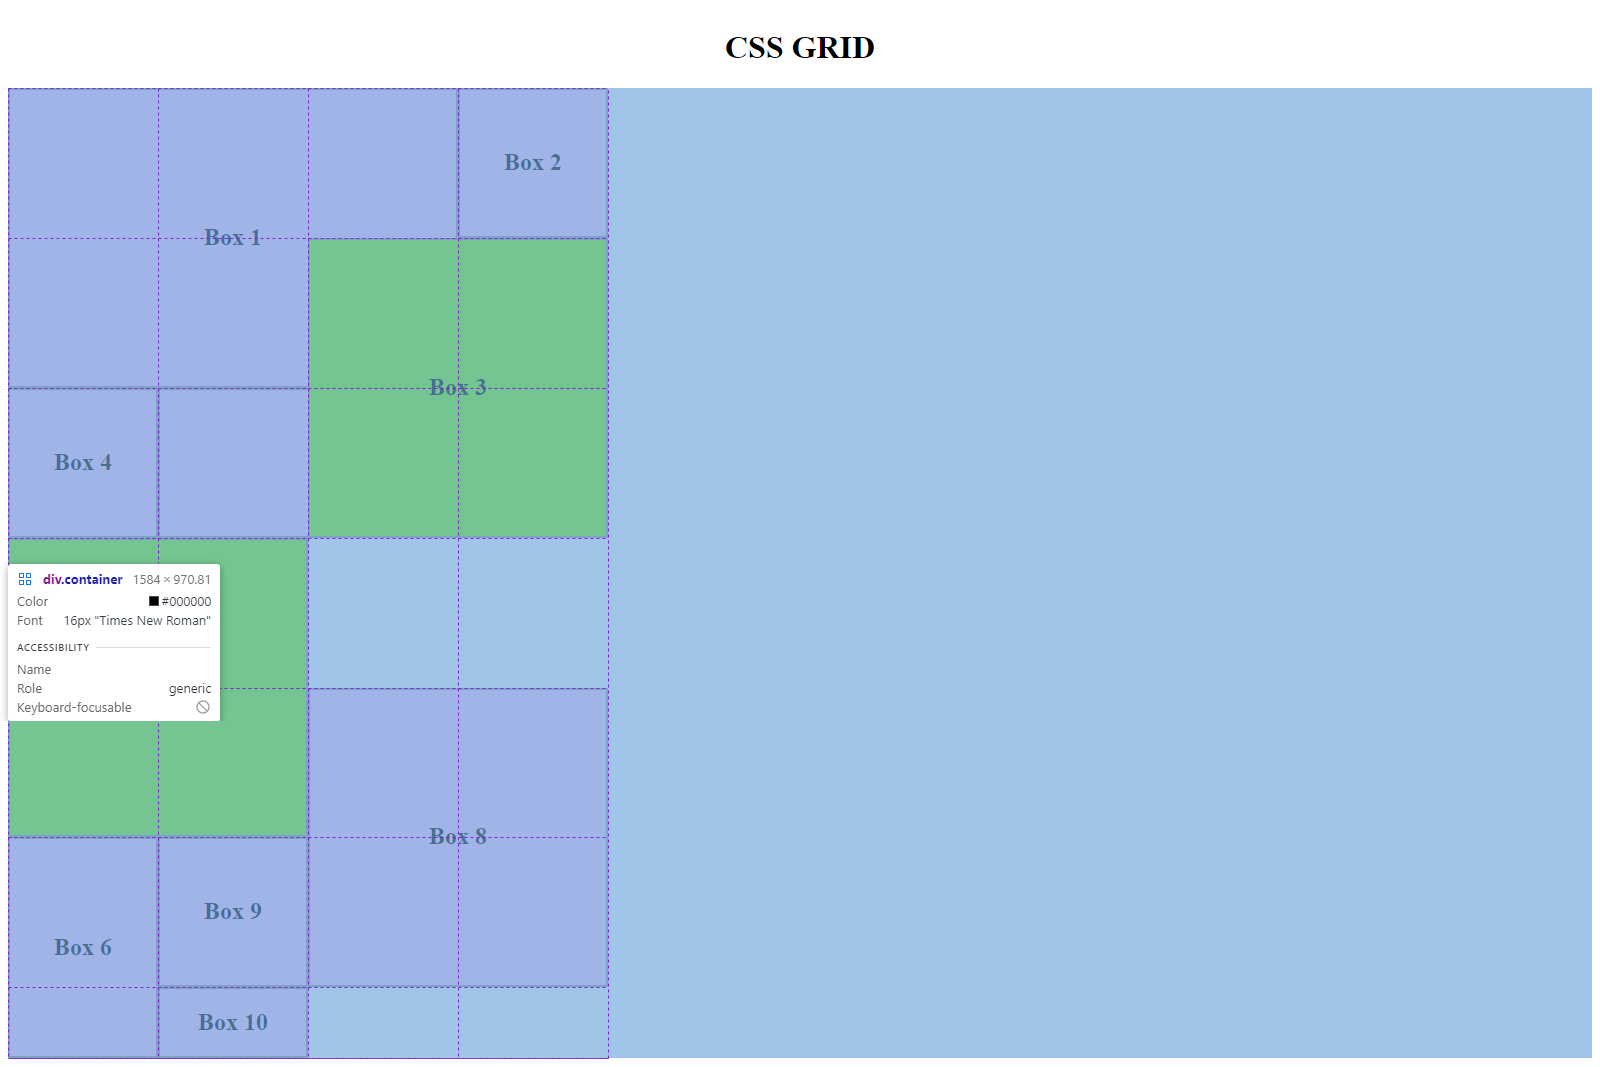 CSS GRID
Box 2
Box 1
Box 3
Box 4
div.container 1584 × 970.81
Color #000000
Font 16px "Times New Roman"
ACCESSIBILITY
Name
Role generic
Keyboard-focusable
Box 8
Box 9
Box 6
Box 10